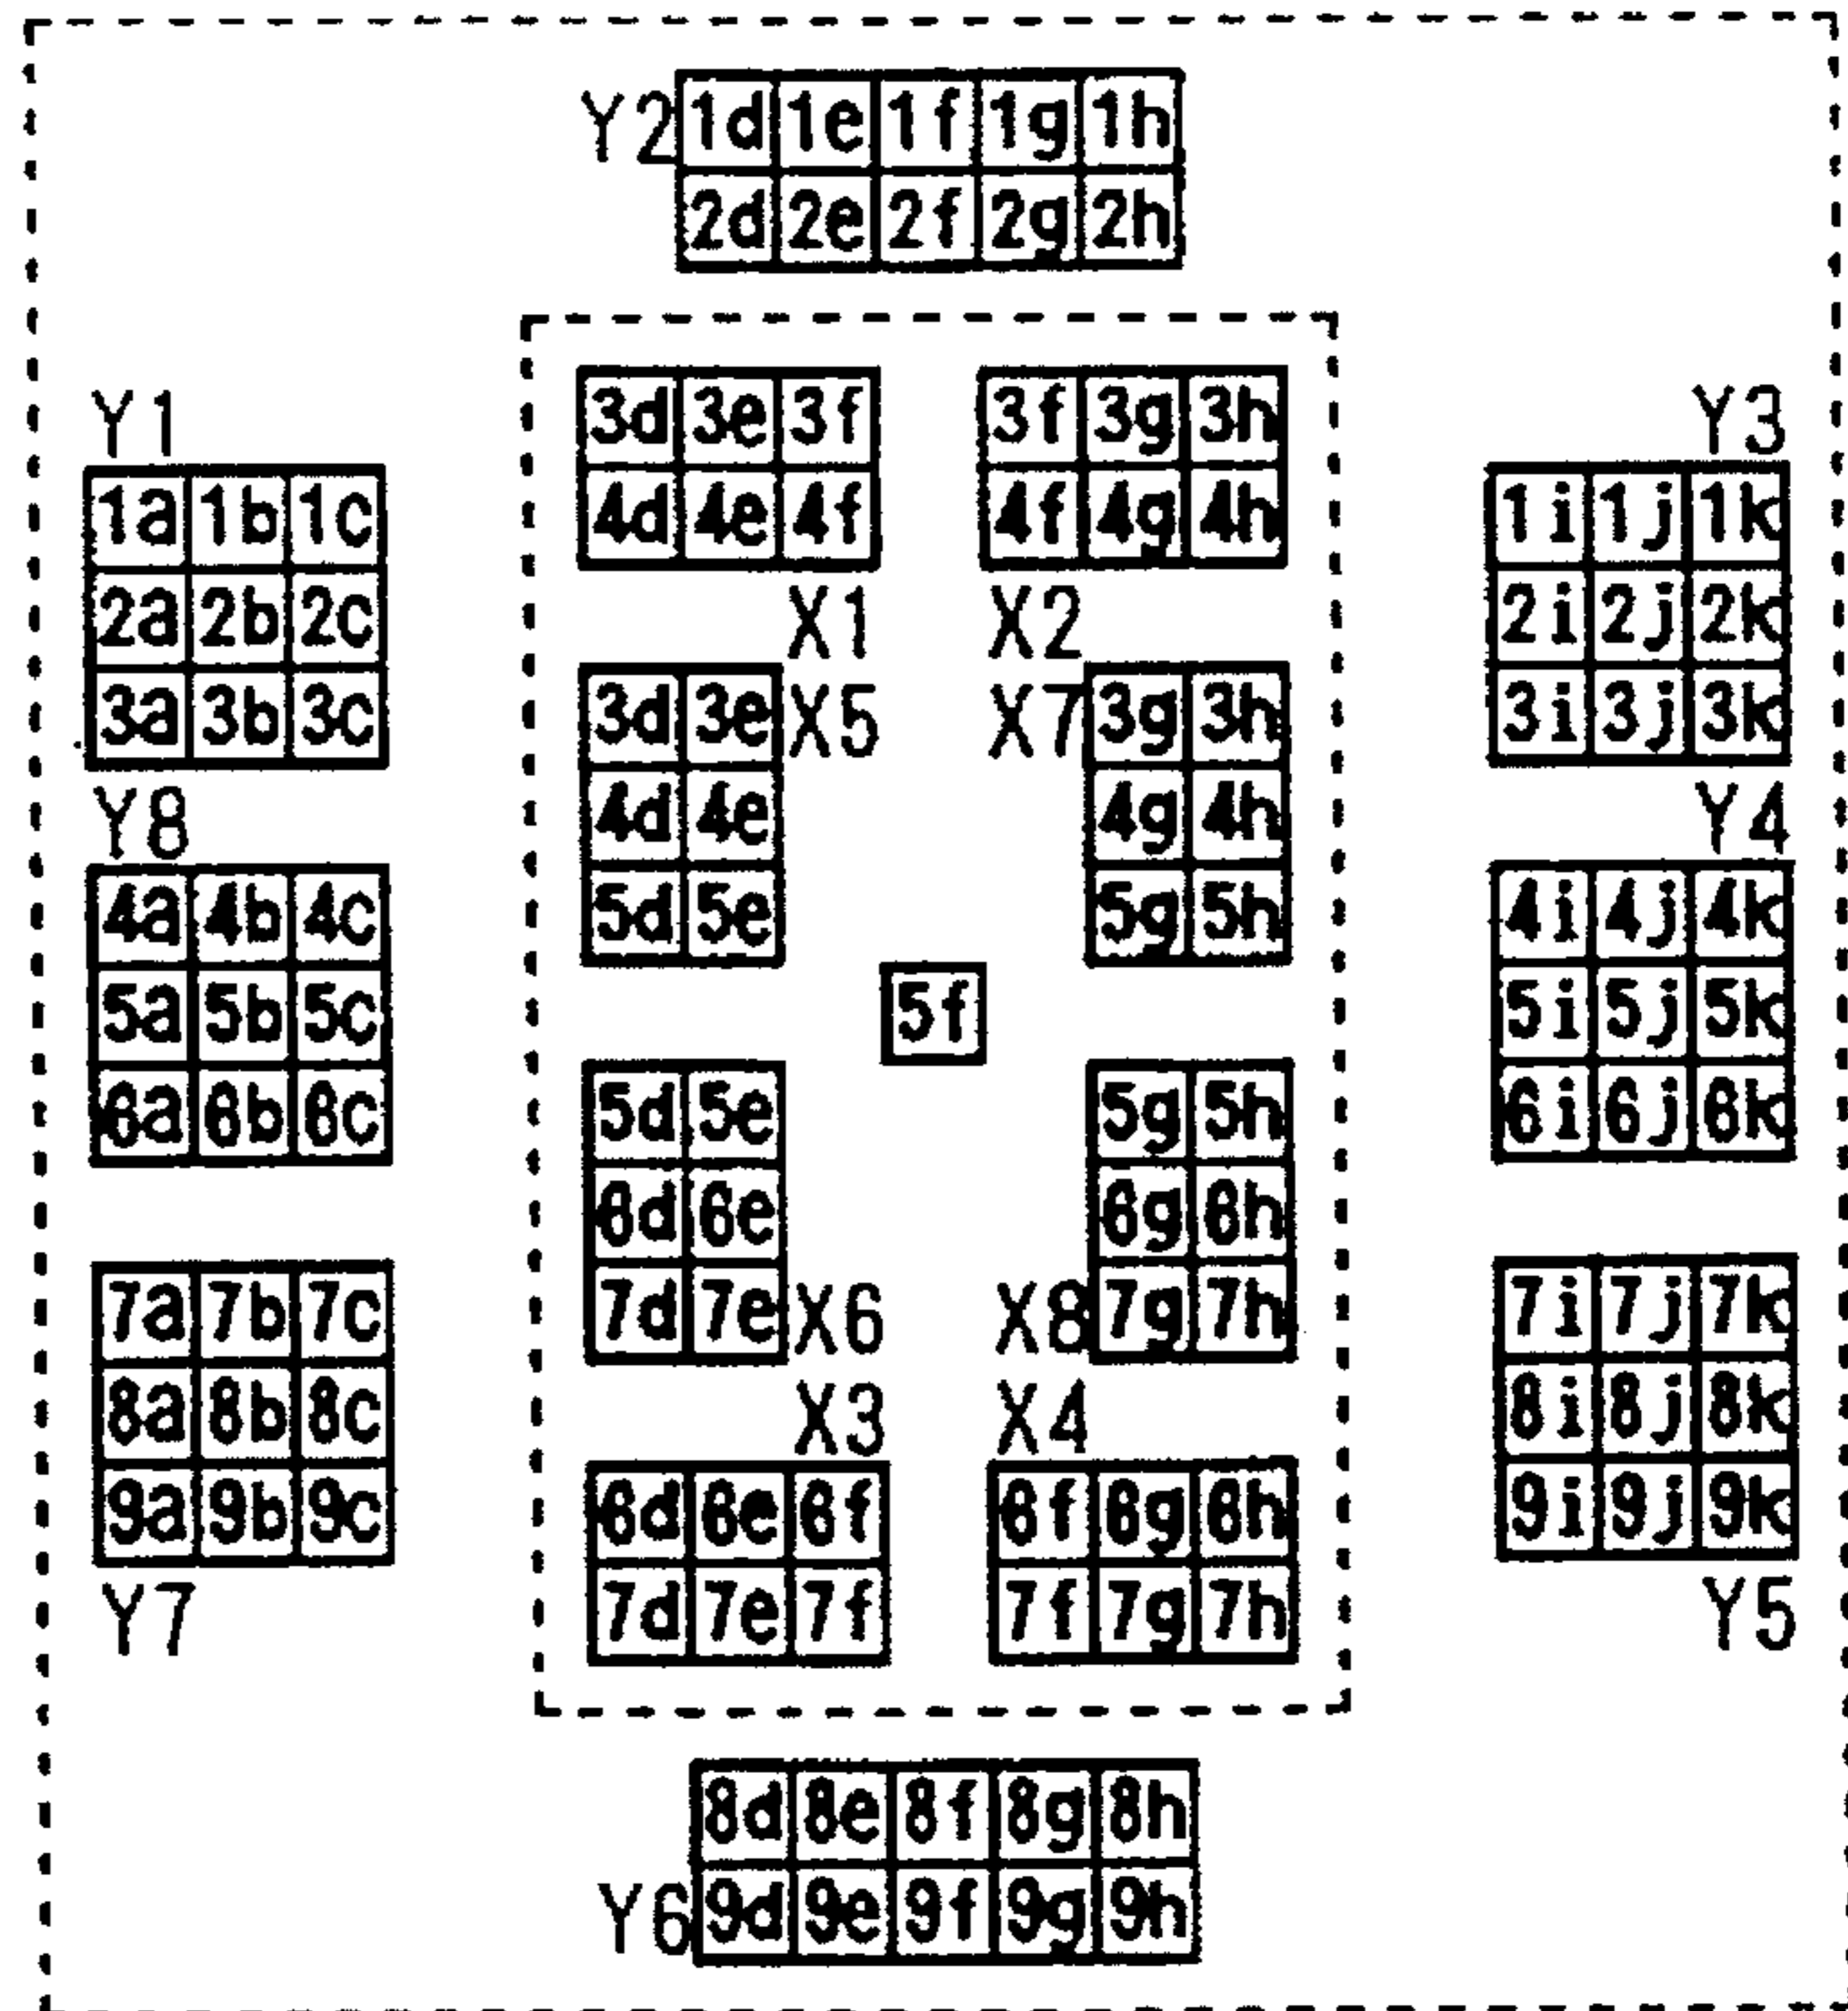 Y2 1d 1e 1f 1g 1h
2d 2e 2f 2g 2h
Y1
1a 1b 1c
2a 2b 2c
3a 3b 3c
Y8
4a 4b 4c
5a 5b 5c
6a 6b 6c
7a 7b 7c
8a 8b 8c
9a 9b 9c
Y7
3d 3e 3f
4d 4e 4f
X1
3f 3g 3h
4f 4g 4h
X2
3d 3e X5
4d 4e
5d 5e
X7 3g 3h
4g 4h
5g 5h
5f
5d 5e
6d 6e
7d 7e X6
5g 5h
6g 6h
X8 7g 7h
X3
6d 6e 6f
7d 7e 7f
X4
6f 6g 6h
7f 7g 7h
Y3
1i 1j 1k
2i 2j 2k
3i 3j 3k
Y4
4i 4j 4k
5i 5j 5k
6i 6j 6k
7i 7j 7k
8i 8j 8k
9i 9j 9k
Y5
8d 8e 8f 8g 8h
Y6 9d 9e 9f 9g 9h